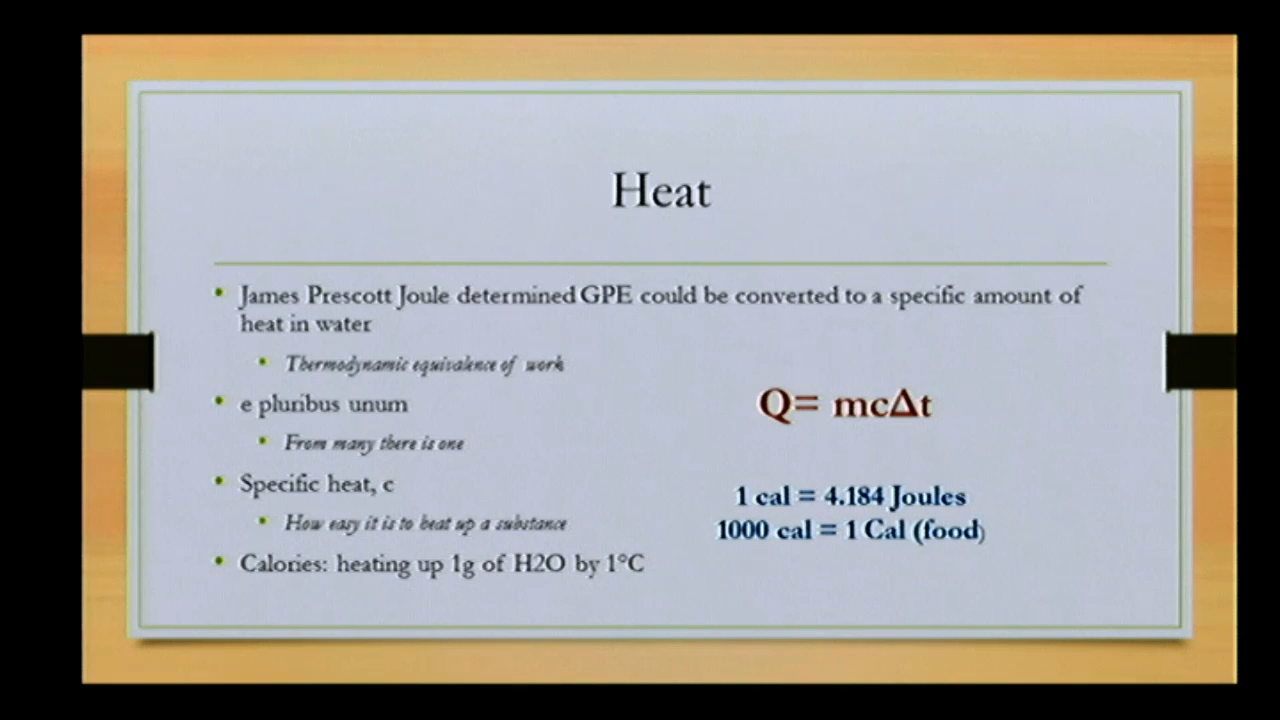 Heat
• James Prescott Joule determined GPE could be converted to a specific amount of
heat in water
• Thermodynamic equivalence of work
• e pluribus unum
• From many there is one
• Specific heat, c
• How easy it is to heat up a substance
• Calories: heating up 1g of H2O by 1°C
Q= mcΔt
1 cal = 4.184 Joules
1000 cal = 1 Cal (food)